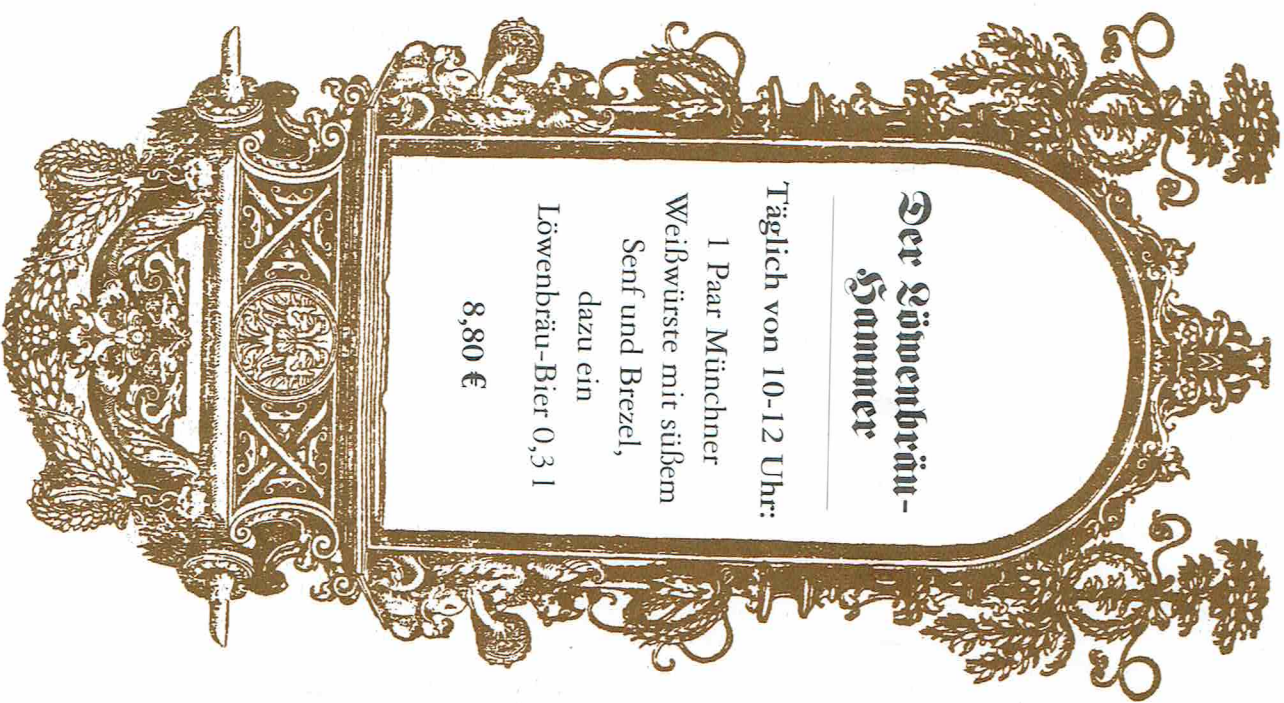 Der Löwenbräu-
Hammer
Täglich von 10-12 Uhr:
1 Paar Münchner
Weißwürste mit süßem
Senf und Brezel,
dazu ein
Löwenbräu-Bier 0,3 l
8,80 €